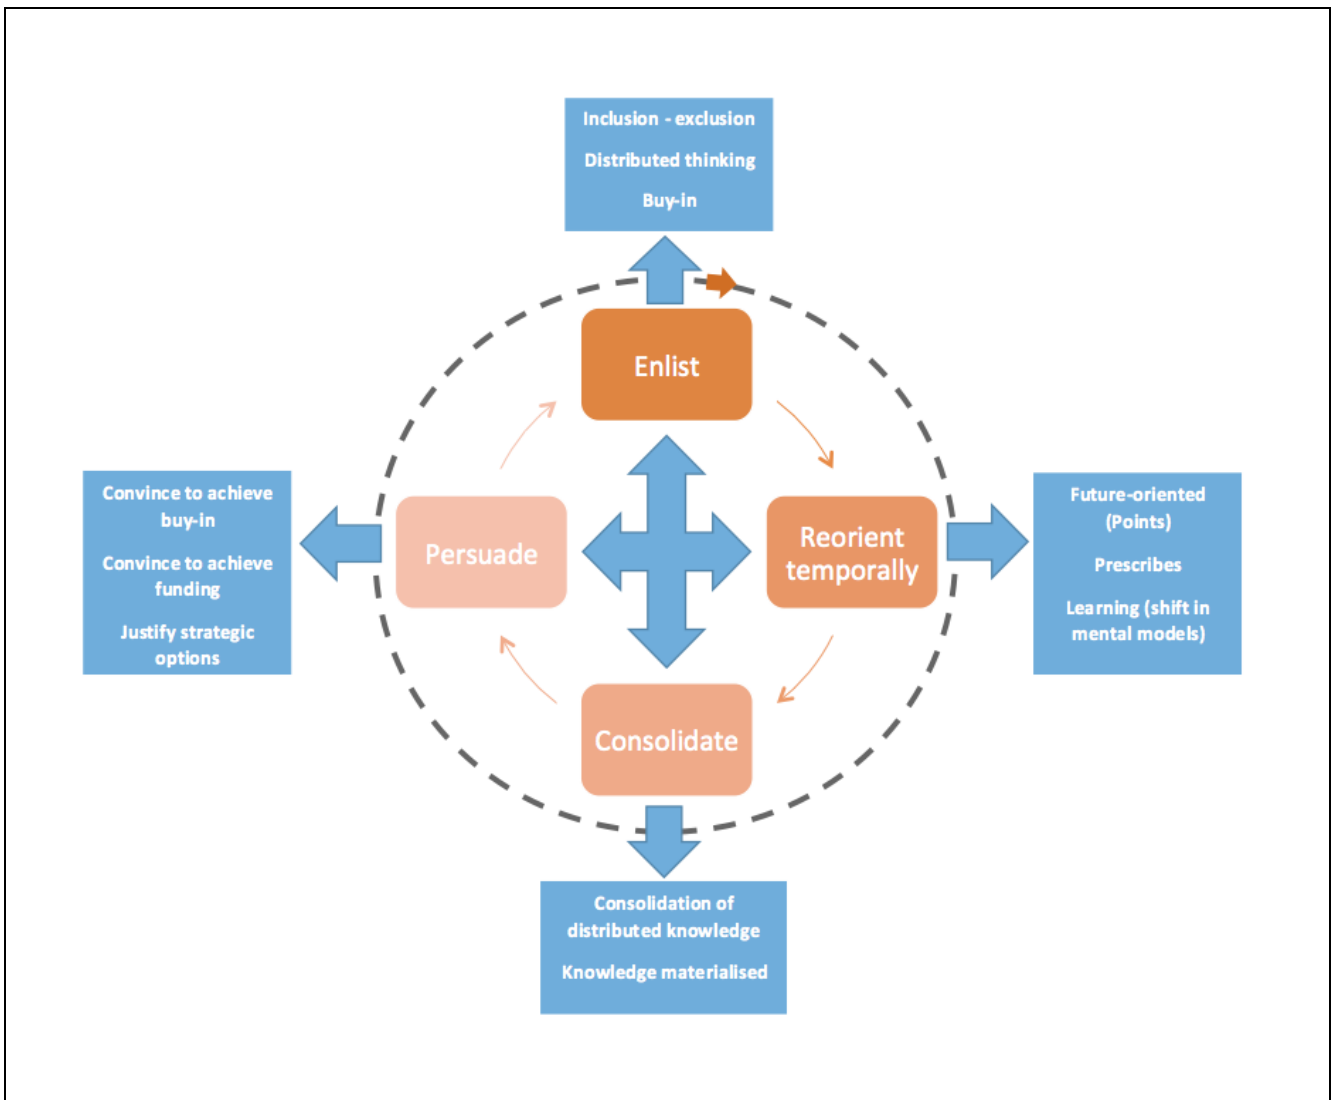 Inclusion - exclusion
Distributed thinking
Buy-in
Enlist
Convince to achieve
buy-in
Convince to achieve
funding
Justify strategic
options
Persuade
Reorient
temporally
Future-oriented
(Points)
Prescribes
Learning (shift in
mental models)
Consolidate
Consolidation of
distributed knowledge
Knowledge materialised